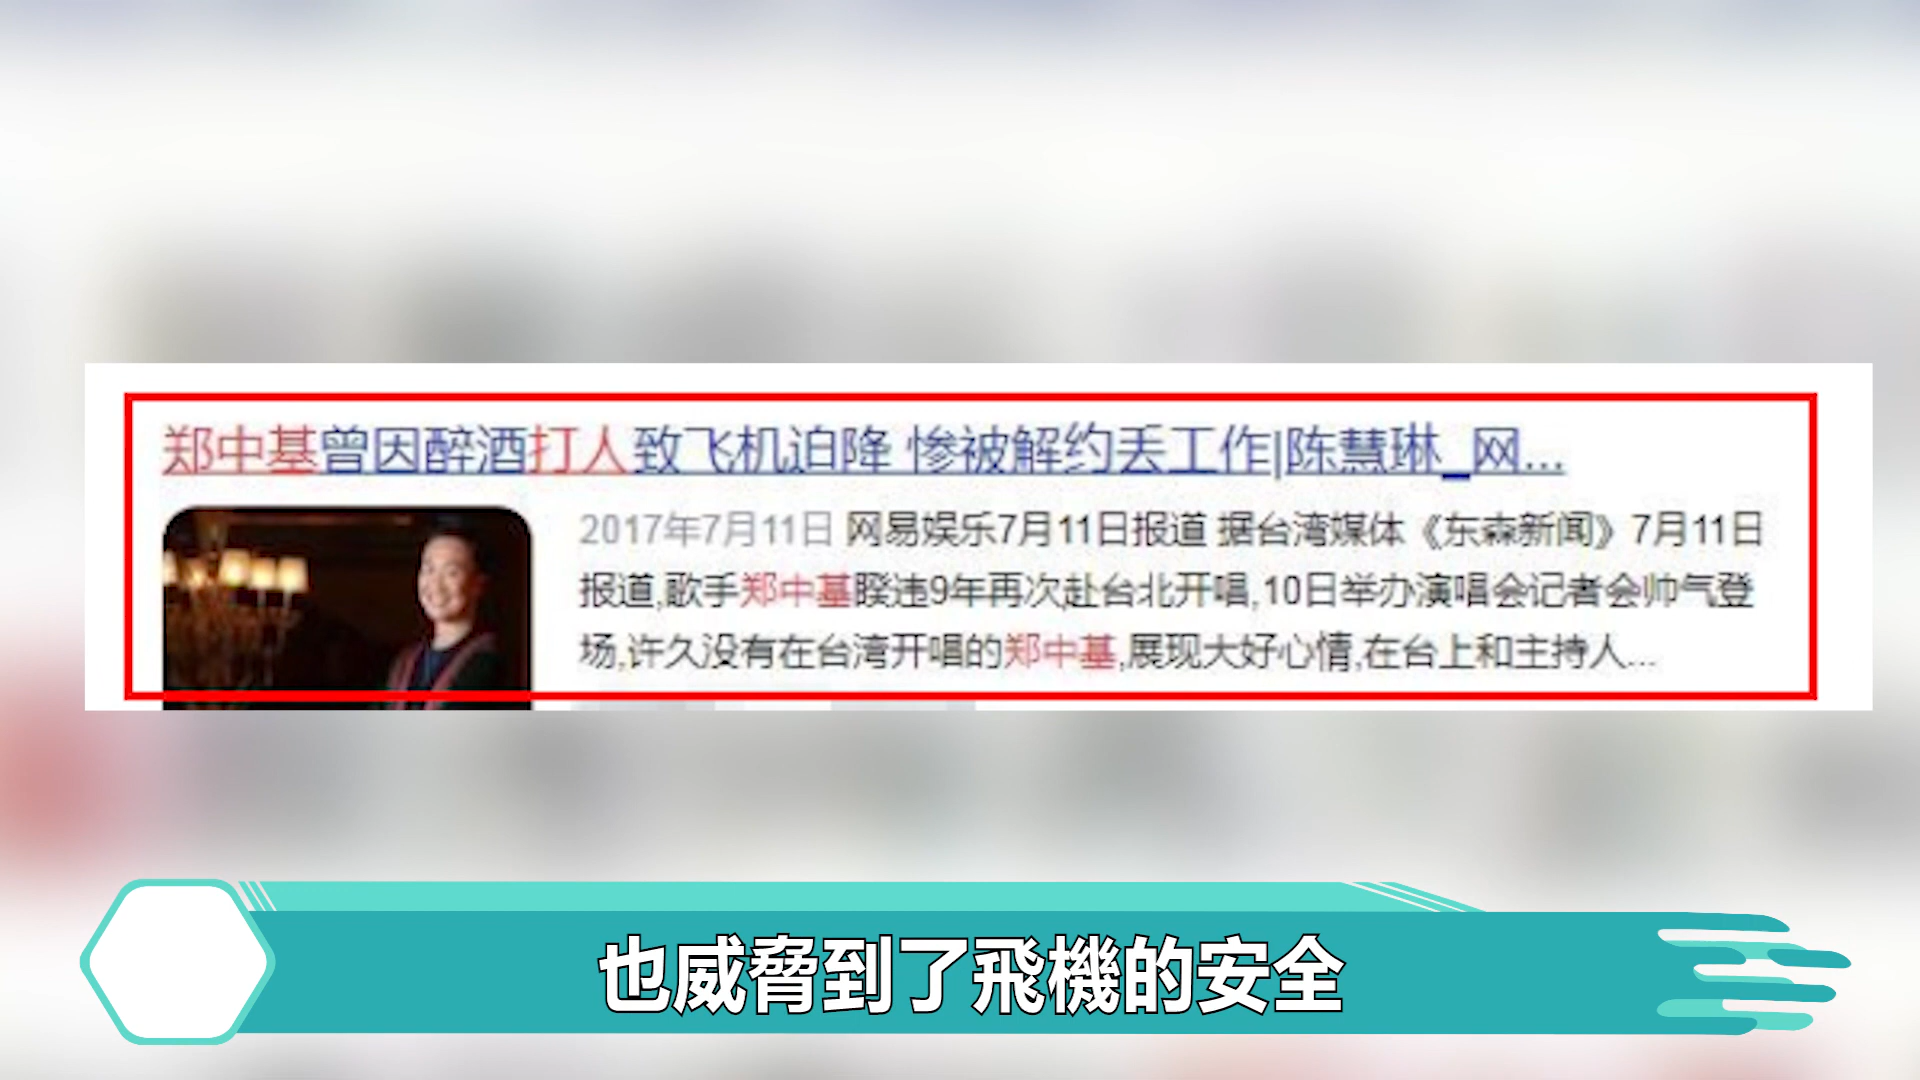 郑中基曾因醉酒打人致飞机迫降 惨被解约丢工作|陈慧琳_网...
2017年7月11日 网易娱乐7月11日报道 据台湾媒体《东森新闻》7月11日
报道,歌手郑中基睽违9年再次赴台北开唱,10日举办演唱会记者会帅气登
场,许久没有在台湾开唱的郑中基,展现大好心情,在台上和主持人...
也威脅到了飛機的安全